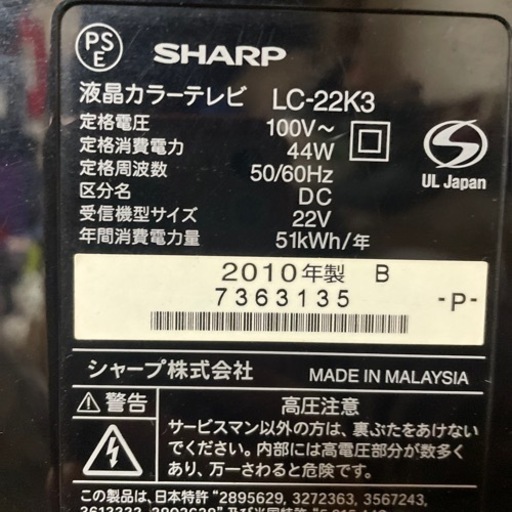 PSE SHARP
液晶カラーテレビ LC-22K3
定格電圧 100V～
定格消費電力 44W
定格周波数 50/60Hz
区分名 DC
受信機型サイズ 22V
年間消費電力量 51kWh/年
UL Japan
2010年製 B
7363135 -P-
シャープ株式会社 MADE IN MALAYSIA
⚠警告 高圧注意
サービスマン以外の方は、裏ぶたをあけない
でください。内部には高電圧部分が数多く
あり、万一さわると危険です。
この製品は、日本特許 "2895629, 3272363, 3567243,